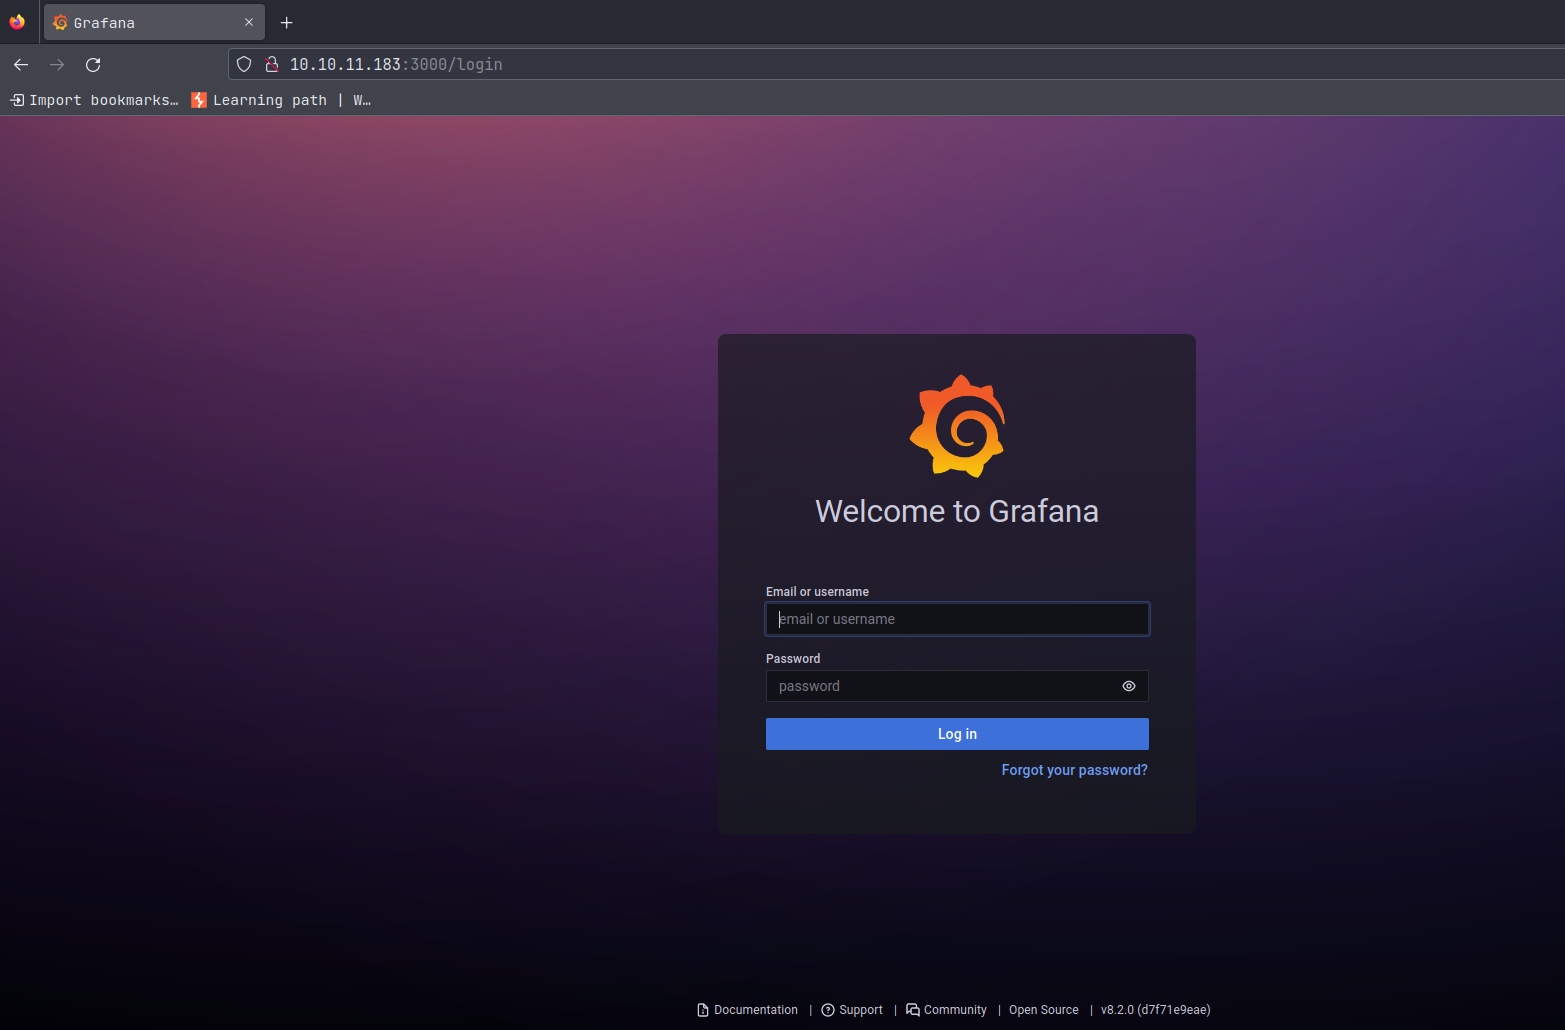 Grafana
10.10.11.183:3000/login
Import bookmarks… Learning path | W…
Welcome to Grafana
Email or username
email or username
Password
password
Log in
Forgot your password?
Documentation | Support | Community | Open Source | v8.2.0 (d7f71e9eae)